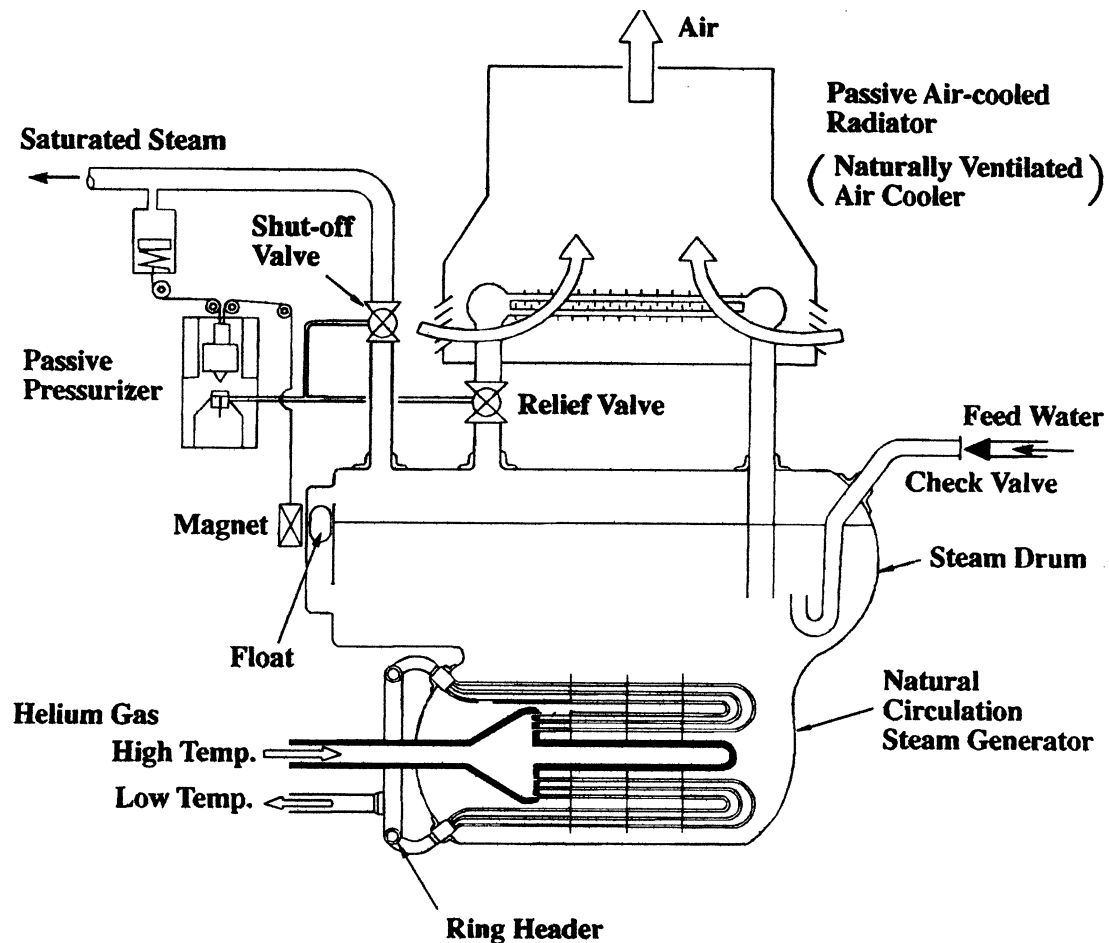 Air
Passive Air-cooled
Radiator
( Naturally Ventilated )
Air Cooler
Saturated Steam
Shut-off
Valve
Passive
Pressurizer
Relief Valve
Feed Water
Check Valve
Magnet
Steam Drum
Float
Natural
Circulation
Steam Generator
Helium Gas
High Temp.
Low Temp.
Ring Header